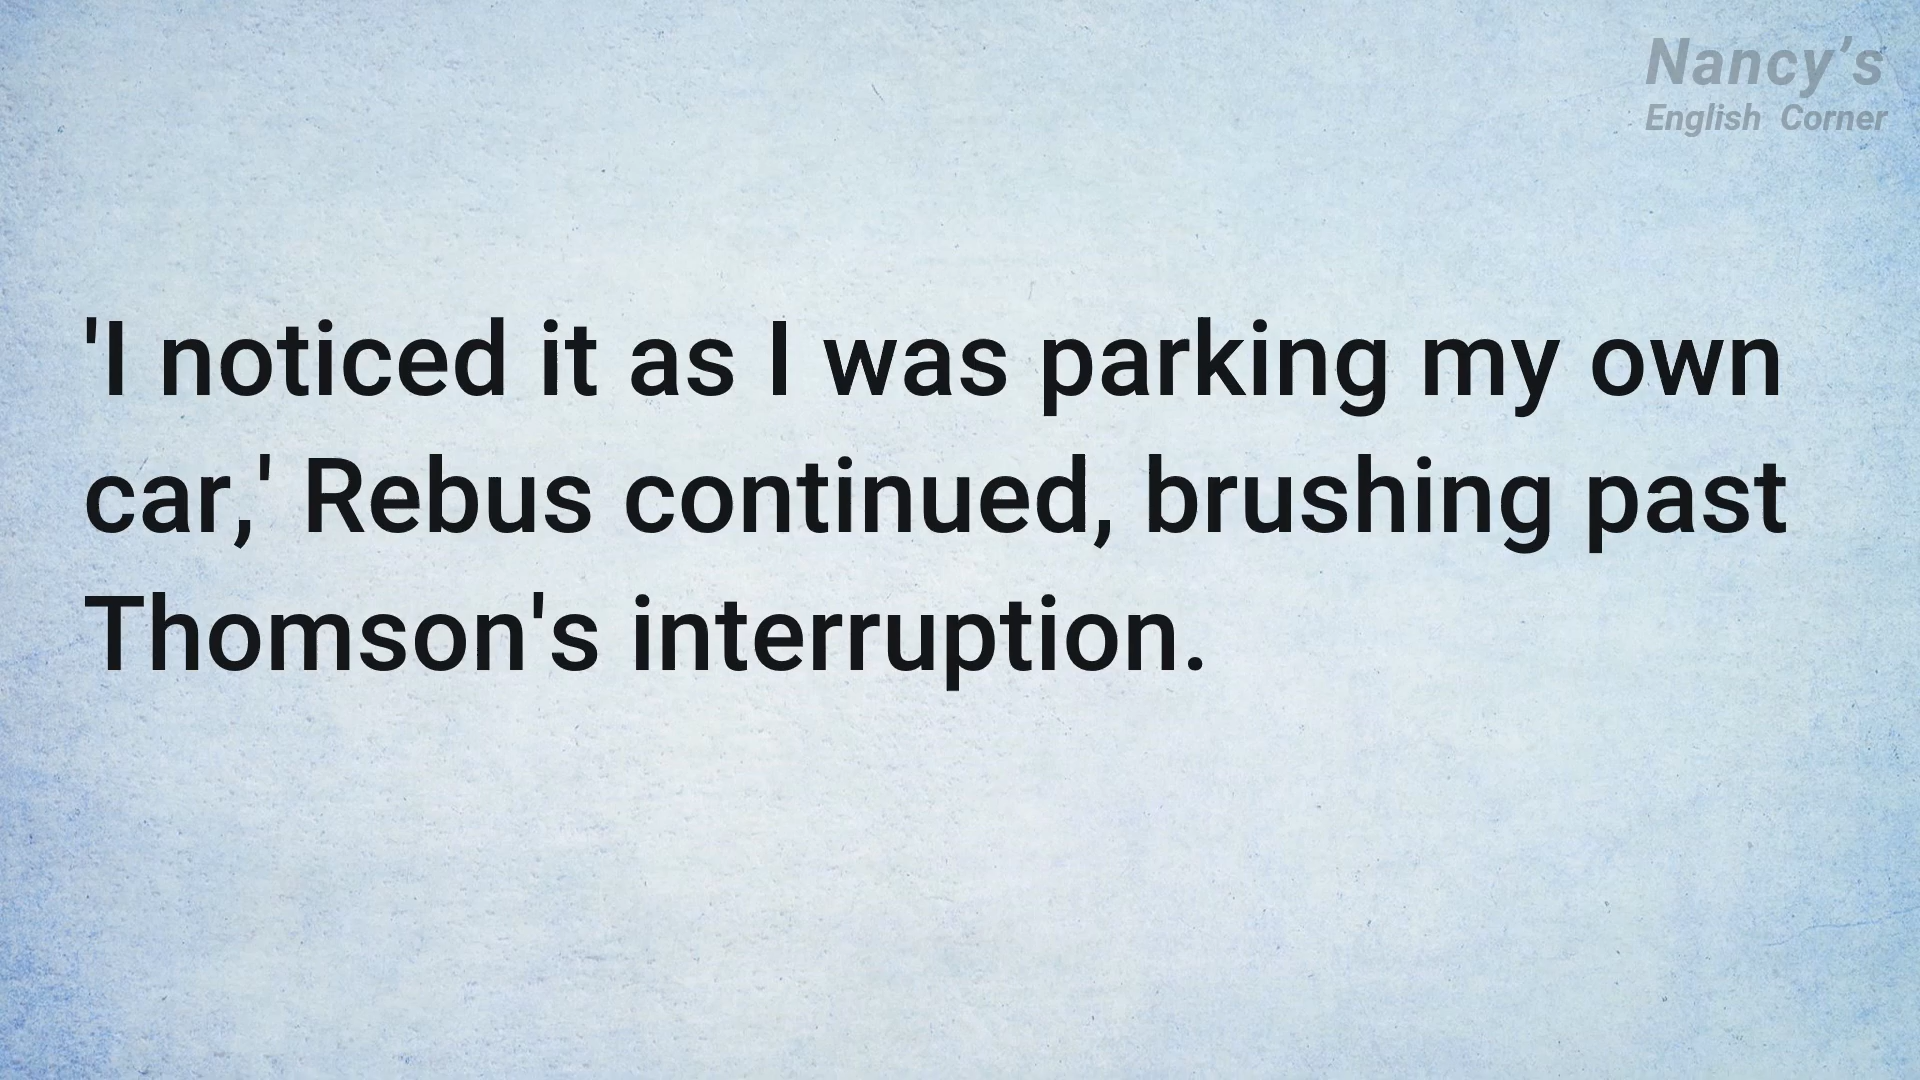 Nancy’s
English Corner
'I noticed it as I was parking my own
car,' Rebus continued, brushing past
Thomson's interruption.